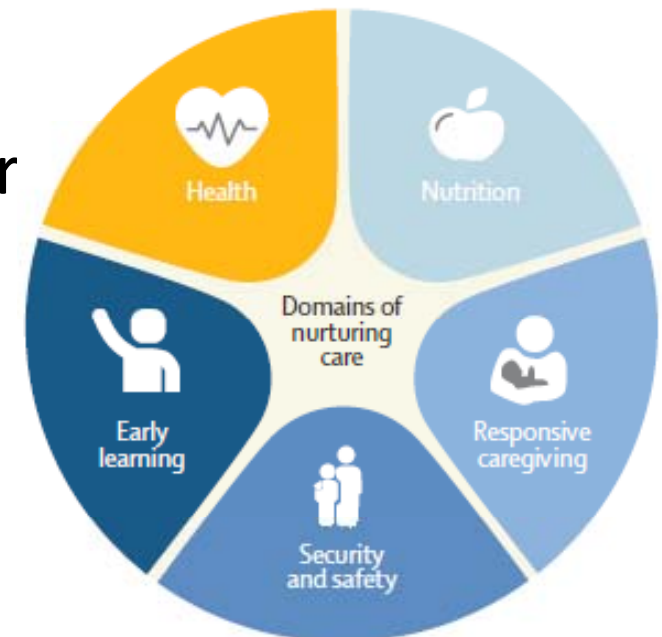 r
Health
Nutrition
Domains of
nurturing
care
Early
learning
Responsive
caregiving
Security
and safety